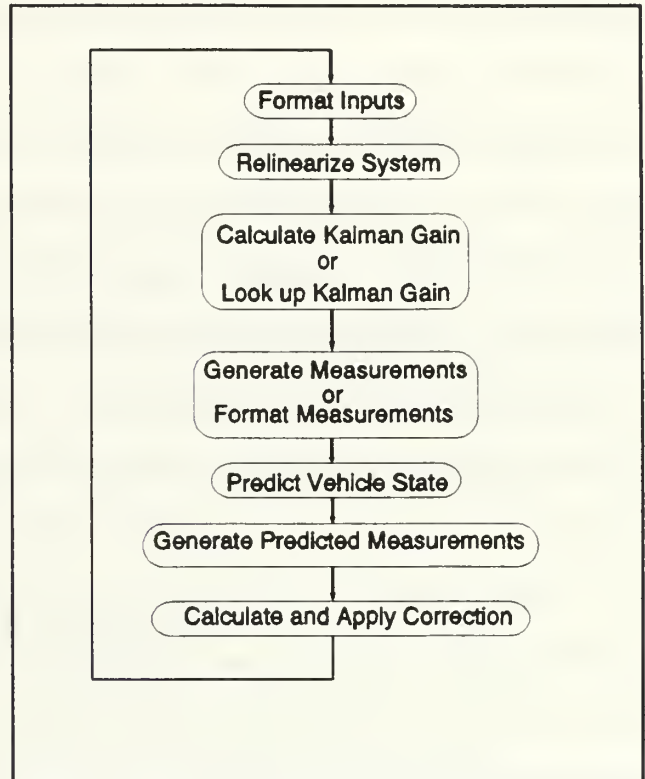 Format Inputs
Relinearize System
Calculate Kalman Gain
or
Look up Kalman Gain
Generate Measurements
or
Format Measurements
Predict Vehicle State
Generate Predicted Measurements
Calculate and Apply Correction